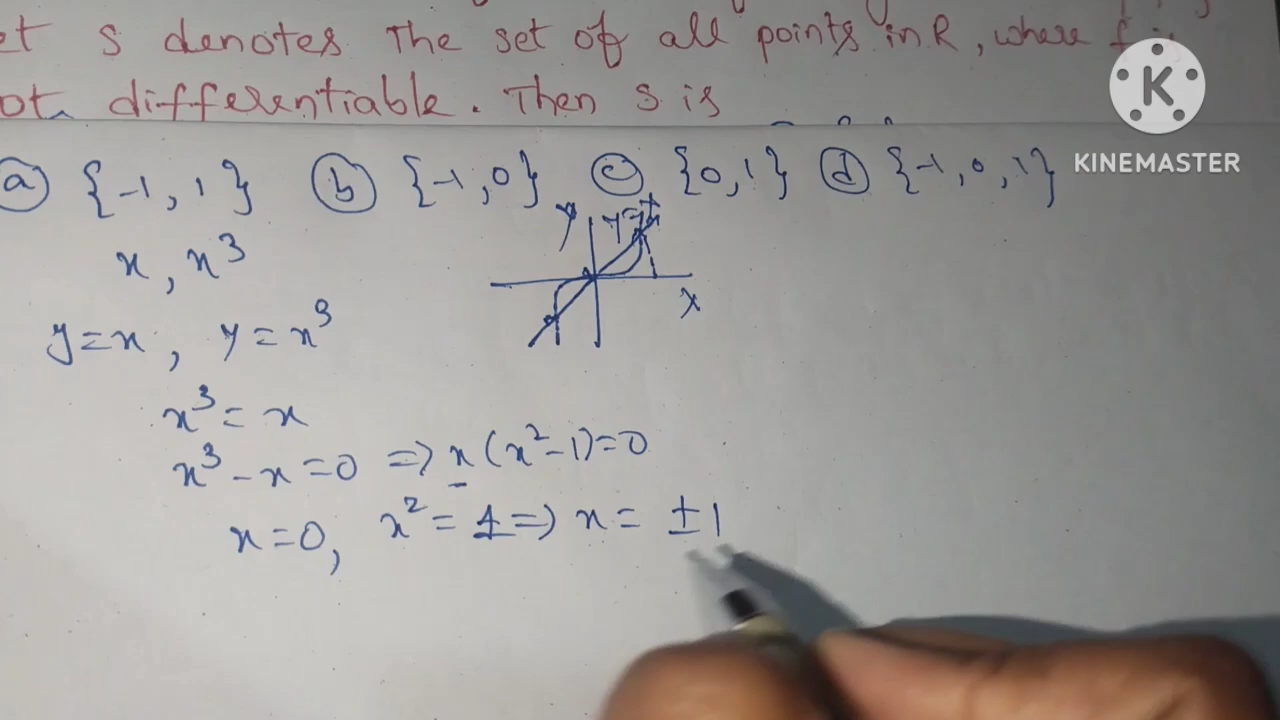 et S denotes The set of all points in R, where f is
ot differentiable. Then S is
K
KINEMASTER
(a) {-1, 1} (b) {-1, 0} (c) {0, 1} (d) {-1, 0, 1}
x, x³
y y=x
x
y=x, y=x³
x³=x
x³-x=0 => x(x²-1)=0
x=0, x²=1=> x= ±1